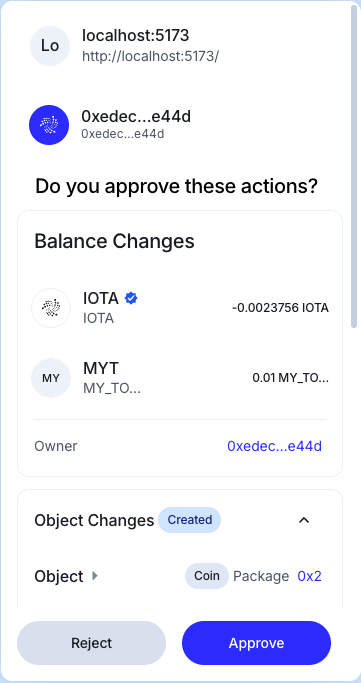 Lo
localhost:5173
http://localhost:5173/
0xedec...e44d
0xedec...e44d
Do you approve these actions?
Balance Changes
IOTA
IOTA
-0.0023756 IOTA
MY
MYT
MY_TO...
0.01 MY_TO...
Owner 0xedec...e44d
Object Changes Created
Object Coin Package 0x2
Reject Approve